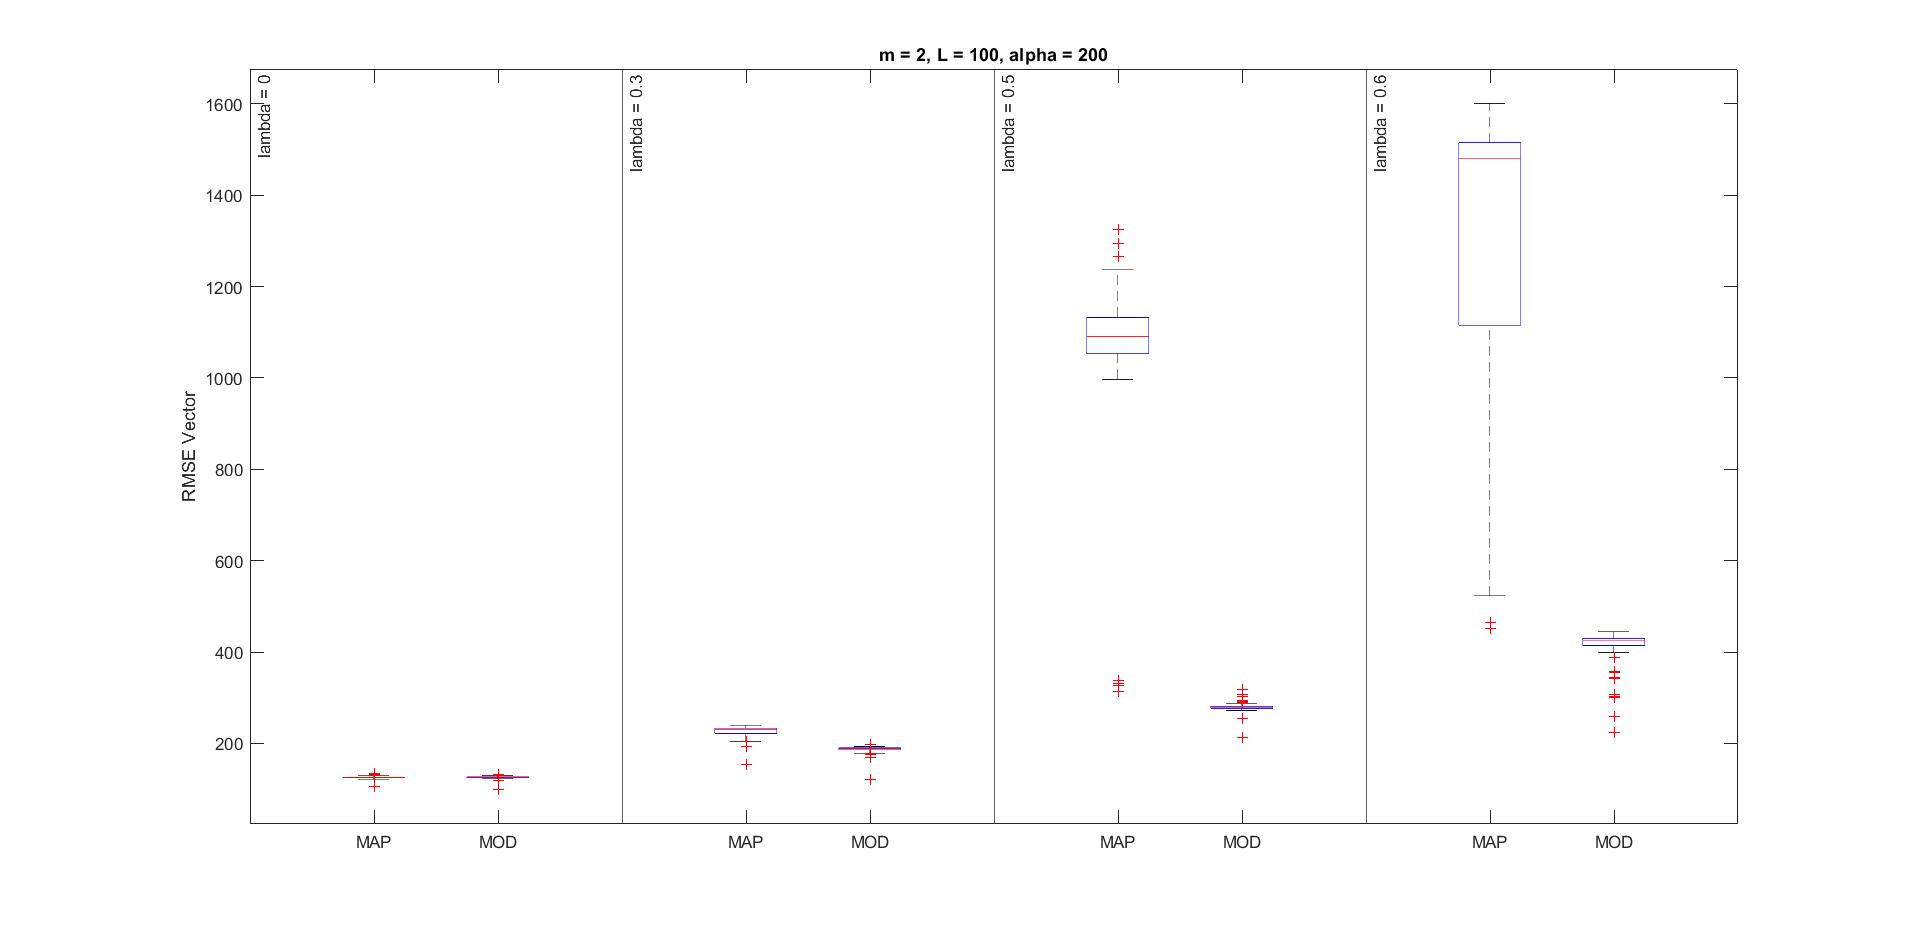 m = 2, L = 100, alpha = 200
lambda = 0
lambda = 0.3
lambda = 0.5
lambda = 0.6
RMSE Vector
1600
1400
1200
1000
800
600
400
200
MAP MOD MAP MOD MAP MOD MAP MOD